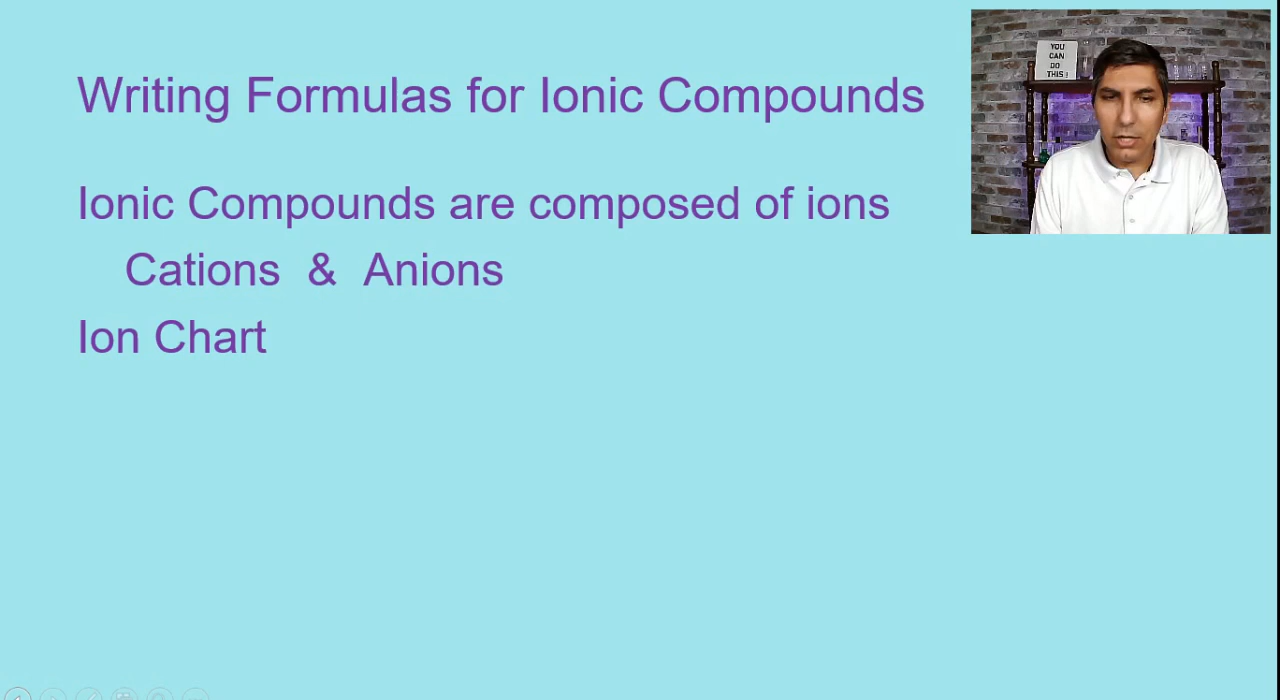 Writing Formulas for Ionic Compounds
Ionic Compounds are composed of ions
Cations & Anions
Ion Chart
YOU
CAN
DO
THIS!